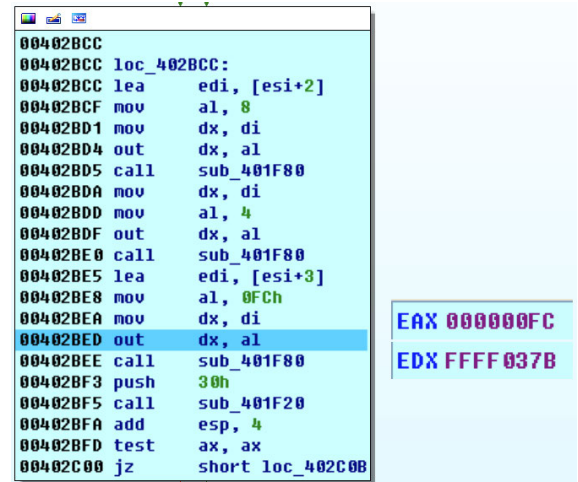 00402BCC
00402BCC loc_402BCC:
00402BCC lea edi, [esi+2]
00402BCF mov al, 8
00402BD1 mov dx, di
00402BD4 out dx, al
00402BD5 call sub_401F80
00402BDA mov dx, di
00402BDD mov al, 4
00402BDF out dx, al
00402BE0 call sub_401F80
00402BE5 lea edi, [esi+3]
00402BE8 mov al, 0FCh
00402BEA mov dx, di
00402BED out dx, al
00402BEE call sub_401F80
00402BF3 push 30h
00402BF5 call sub_401F20
00402BFA add esp, 4
00402BFD test ax, ax
00402C00 jz short loc_402C0B
EAX 000000FC
EDX FFFF037B